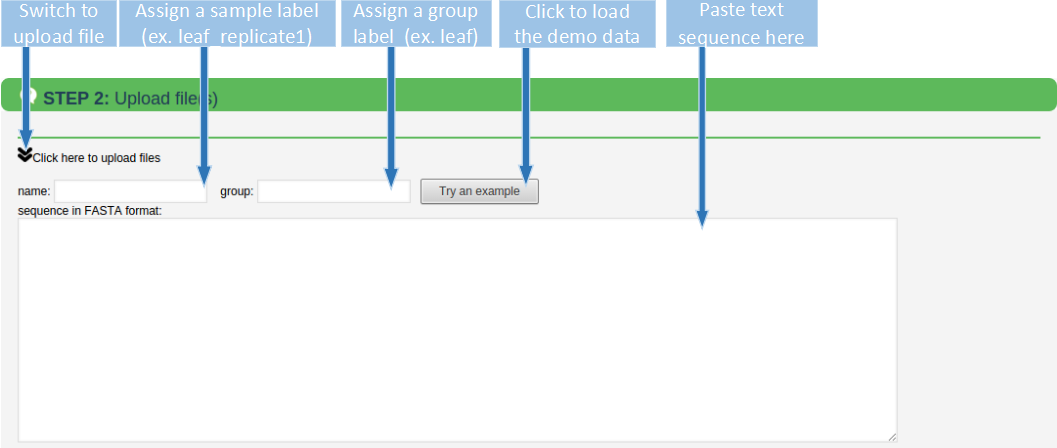 Switch to
upload file
Assign a sample label
(ex. leaf_replicate1)
Assign a group
label (ex. leaf)
Click to load
the demo data
Paste text
sequence here
STEP 2: Upload file(s)
Click here to upload files
name:
group:
Try an example
sequence in FASTA format: